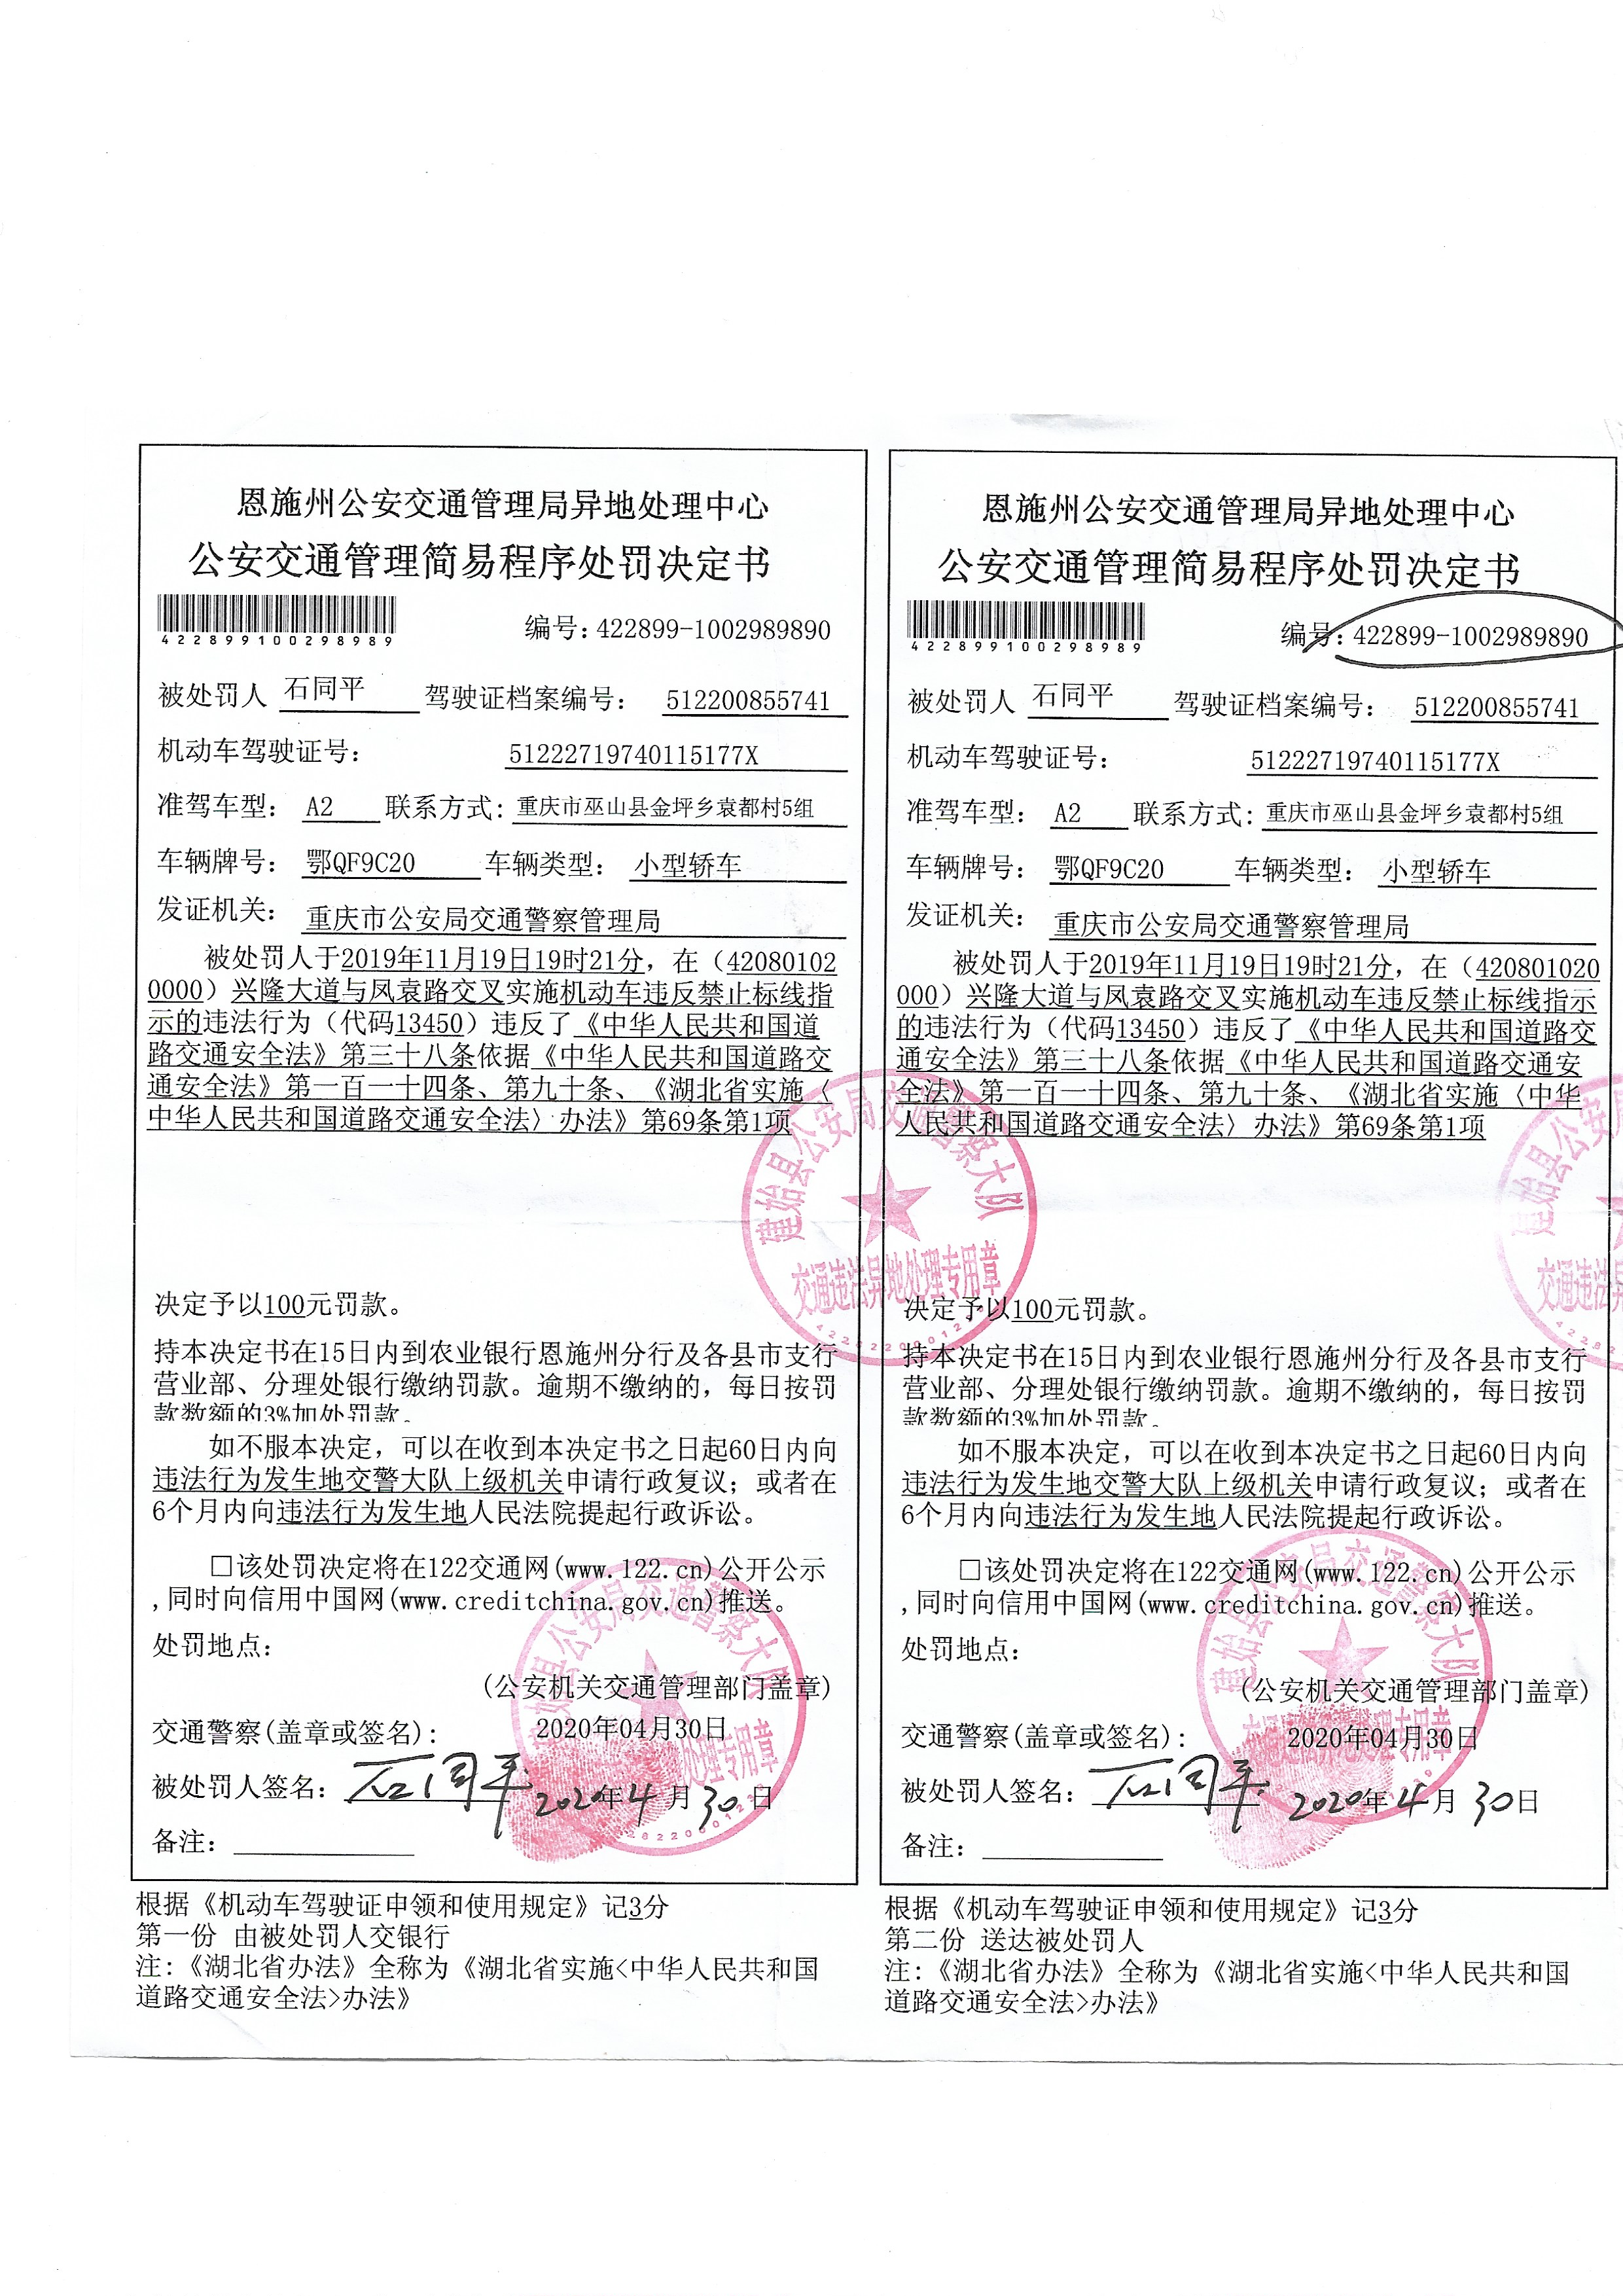 恩施州公安交通管理局异地处理中心
公安交通管理简易程序处罚决定书
422899100298989
编号：422899-1002989890
被处罚人 石同平 驾驶证档案编号： 512200855741
机动车驾驶证号： 51222719740115177X
准驾车型： A2 联系方式：重庆市巫山县金坪乡袁都村5组
车辆牌号： 鄂QF9C20 车辆类型： 小型轿车
发证机关： 重庆市公安局交通警察管理局
被处罚人于2019年11月19日19时21分，在（42080102
0000）兴隆大道与凤袁路交叉实施机动车违反禁止标线指
示的违法行为（代码13450）违反了《中华人民共和国道
路交通安全法》第三十八条依据《中华人民共和国道路交
通安全法》第一百一十四条、第九十条、《湖北省实施〈
中华人民共和国道路交通安全法〉办法》第69条第1项
建始县公安局交通警察大队
交通违法异地处理专用章
决定予以100元罚款。
持本决定书在15日内到农业银行恩施州分行及各县市支行
营业部、分理处银行缴纳罚款。逾期不缴纳的，每日按罚
款数额的3%加处罚款。
如不服本决定，可以在收到本决定书之日起60日内向
违法行为发生地交警大队上级机关申请行政复议；或者在
6个月内向违法行为发生地人民法院提起行政诉讼。
□该处罚决定将在122交通网(www.122.cn)公开公示
,同时向信用中国网(www.creditchina.gov.cn)推送。
处罚地点：
(公安机关交通管理部门盖章)
交通警察(盖章或签名)： 2020年04月30日
被处罚人签名： 石同平 2020年4月30日
备注：
根据《机动车驾驶证申领和使用规定》记3分
第一份 由被处罚人交银行
注：《湖北省办法》全称为《湖北省实施<中华人民共和国
道路交通安全法>办法》
恩施州公安交通管理局异地处理中心
公安交通管理简易程序处罚决定书
422899100298989
编号：422899-1002989890
被处罚人 石同平 驾驶证档案编号： 512200855741
机动车驾驶证号： 51222719740115177X
准驾车型： A2 联系方式：重庆市巫山县金坪乡袁都村5组
车辆牌号： 鄂QF9C20 车辆类型： 小型轿车
发证机关： 重庆市公安局交通警察管理局
被处罚人于2019年11月19日19时21分，在（420801020
000）兴隆大道与凤袁路交叉实施机动车违反禁止标线指示
的违法行为（代码13450）违反了《中华人民共和国道路交
通安全法》第三十八条依据《中华人民共和国道路交通安
全法》第一百一十四条、第九十条、《湖北省实施〈中华
人民共和国道路交通安全法〉办法》第69条第1项
决定予以100元罚款。
持本决定书在15日内到农业银行恩施州分行及各县市支行
营业部、分理处银行缴纳罚款。逾期不缴纳的，每日按罚
款数额的3%加处罚款。
如不服本决定，可以在收到本决定书之日起60日内向
违法行为发生地交警大队上级机关申请行政复议；或者在
6个月内向违法行为发生地人民法院提起行政诉讼。
□该处罚决定将在122交通网(www.122.cn)公开公示
,同时向信用中国网(www.creditchina.gov.cn)推送。
处罚地点：
建始县公安局交通警察大队
(公安机关交通管理部门盖章)
交通警察(盖章或签名)： 2020年04月30日
被处罚人签名： 石同平 2020年4月30日
备注：
根据《机动车驾驶证申领和使用规定》记3分
第二份 送达被处罚人
注：《湖北省办法》全称为《湖北省实施<中华人民共和国
道路交通安全法>办法》